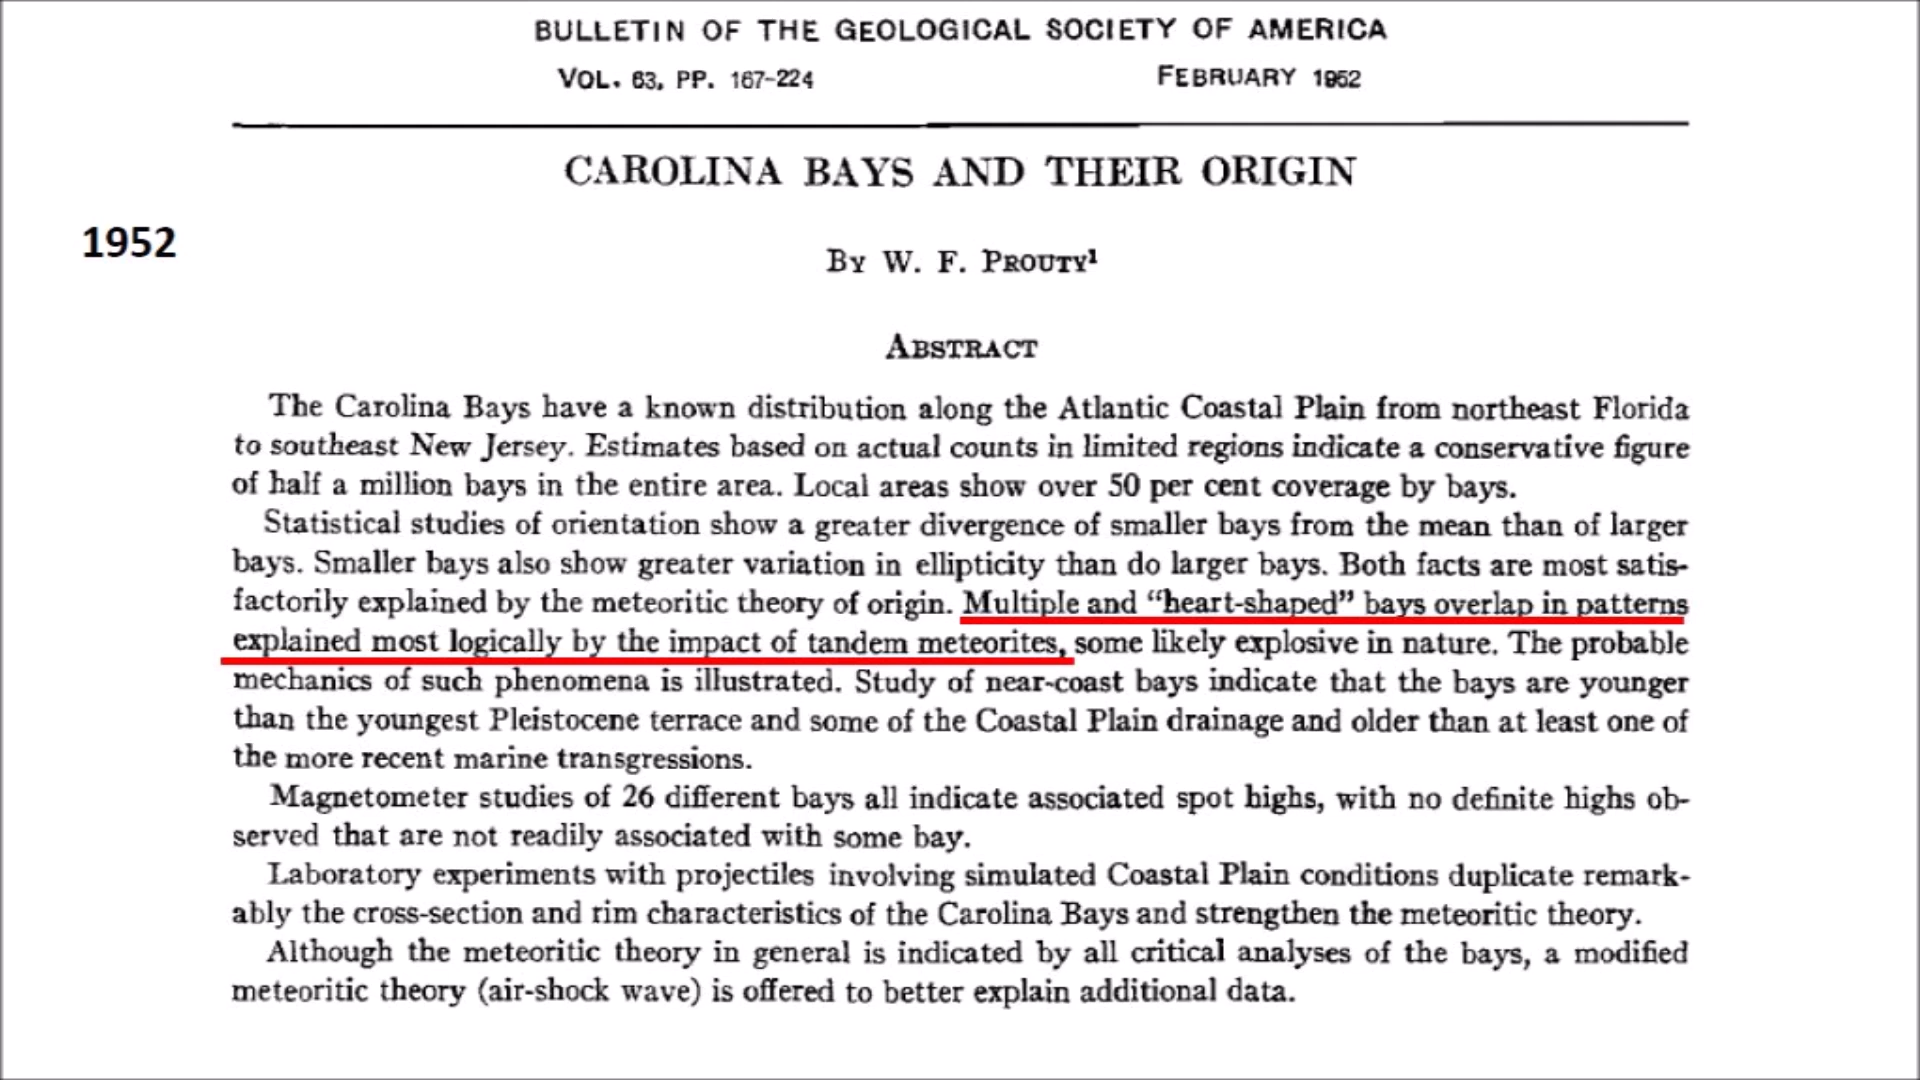 BULLETIN OF THE GEOLOGICAL SOCIETY OF AMERICA
VOL. 63, PP. 167-224 FEBRUARY 1952
CAROLINA BAYS AND THEIR ORIGIN
1952
BY W. F. PROUTY¹
ABSTRACT
The Carolina Bays have a known distribution along the Atlantic Coastal Plain from northeast Florida
to southeast New Jersey. Estimates based on actual counts in limited regions indicate a conservative figure
of half a million bays in the entire area. Local areas show over 50 per cent coverage by bays.
Statistical studies of orientation show a greater divergence of smaller bays from the mean than of larger
bays. Smaller bays also show greater variation in ellipticity than do larger bays. Both facts are most satis-
factorily explained by the meteoritic theory of origin. Multiple and “heart-shaped” bays overlap in patterns
explained most logically by the impact of tandem meteorites, some likely explosive in nature. The probable
mechanics of such phenomena is illustrated. Study of near-coast bays indicate that the bays are younger
than the youngest Pleistocene terrace and some of the Coastal Plain drainage and older than at least one of
the more recent marine transgressions.
Magnetometer studies of 26 different bays all indicate associated spot highs, with no definite highs ob-
served that are not readily associated with some bay.
Laboratory experiments with projectiles involving simulated Coastal Plain conditions duplicate remark-
ably the cross-section and rim characteristics of the Carolina Bays and strengthen the meteoritic theory.
Although the meteoritic theory in general is indicated by all critical analyses of the bays, a modified
meteoritic theory (air-shock wave) is offered to better explain additional data.